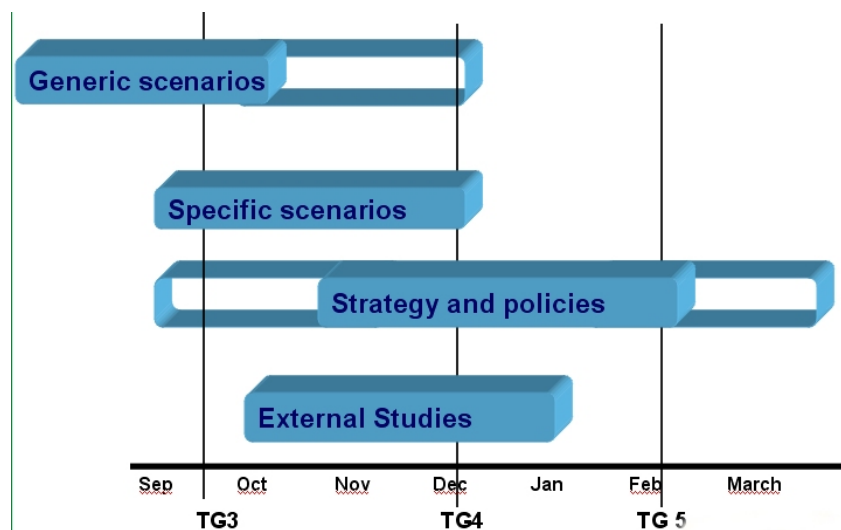 Generic scenarios
Specific scenarios
Strategy and policies
External Studies
Sep Oct Nov Dec Jan Feb March
TG3 TG4 TG 5